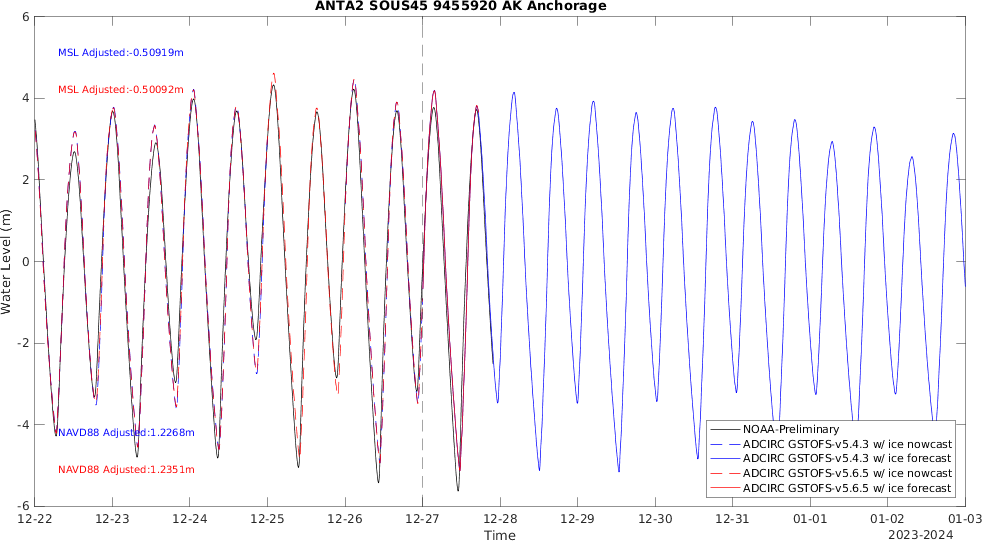 ANTA2 SOUS45 9455920 AK Anchorage
6
4
2
0
-2
-4
-6
Water Level (m)
MSL Adjusted:-0.50919m
MSL Adjusted:-0.50092m
NAVD88 Adjusted:1.2268m
NAVD88 Adjusted:1.2351m
NOAA-Preliminary
ADCIRC GSTOFS-v5.4.3 w/ ice nowcast
ADCIRC GSTOFS-v5.4.3 w/ ice forecast
ADCIRC GSTOFS-v5.6.5 w/ ice nowcast
ADCIRC GSTOFS-v5.6.5 w/ ice forecast
12-22 12-23 12-24 12-25 12-26 12-27 12-28 12-29 12-30 12-31 01-01 01-02 01-03
Time
2023-2024